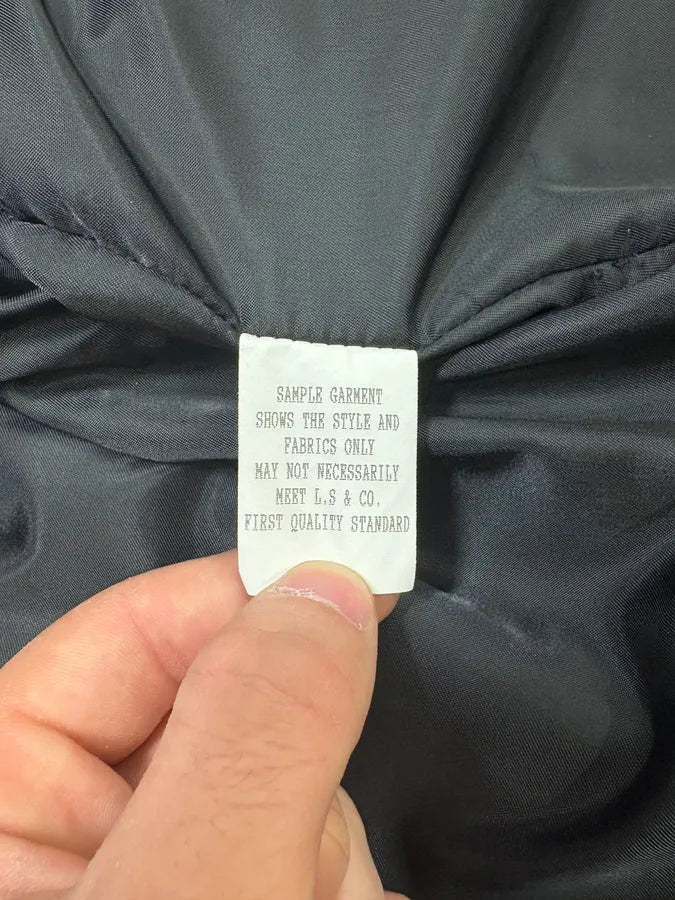 SAMPLE GARMENT
SHOWS THE STYLE AND
FABRICS ONLY
MAY NOT NECESSARILY
MEET L.S & CO.
FIRST QUALITY STANDARD